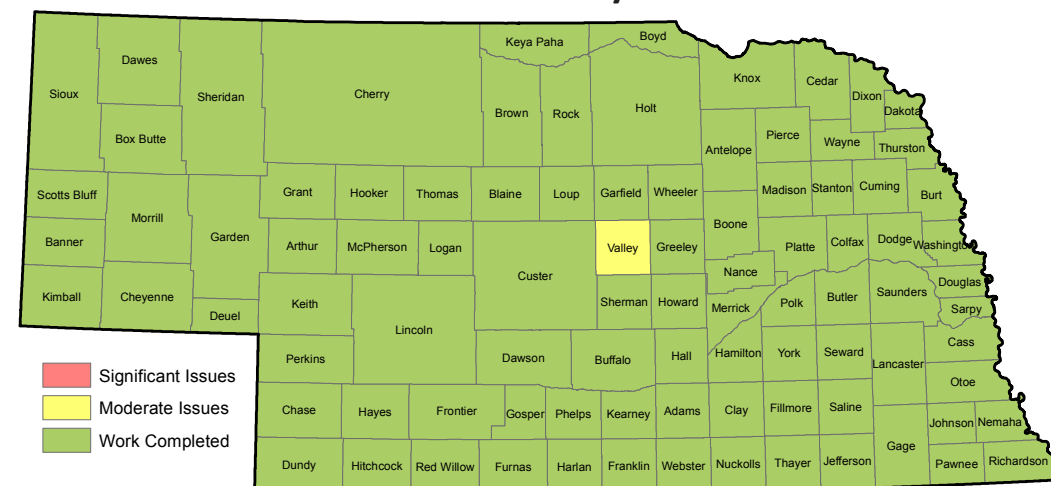 Keya Paha
Boyd
Dawes
Sioux
Sheridan
Cherry
Knox
Cedar
Dixon
Dakota
Brown
Rock
Holt
Box Butte
Antelope
Pierce
Wayne
Thurston
Scotts Bluff
Morrill
Grant
Hooker
Thomas
Blaine
Loup
Garfield
Wheeler
Madison
Stanton
Cuming
Burt
Banner
Garden
Arthur
McPherson
Logan
Custer
Valley
Greeley
Boone
Platte
Colfax
Dodge
Washington
Nance
Kimball
Cheyenne
Deuel
Keith
Lincoln
Sherman
Howard
Merrick
Polk
Butler
Saunders
Douglas
Sarpy
Perkins
Dawson
Buffalo
Hall
Hamilton
York
Seward
Lancaster
Cass
Otoe
Significant Issues
Moderate Issues
Work Completed
Chase
Hayes
Frontier
Gosper
Phelps
Kearney
Adams
Clay
Fillmore
Saline
Gage
Johnson
Nemaha
Dundy
Hitchcock
Red Willow
Furnas
Harlan
Franklin
Webster
Nuckolls
Thayer
Jefferson
Pawnee
Richardson